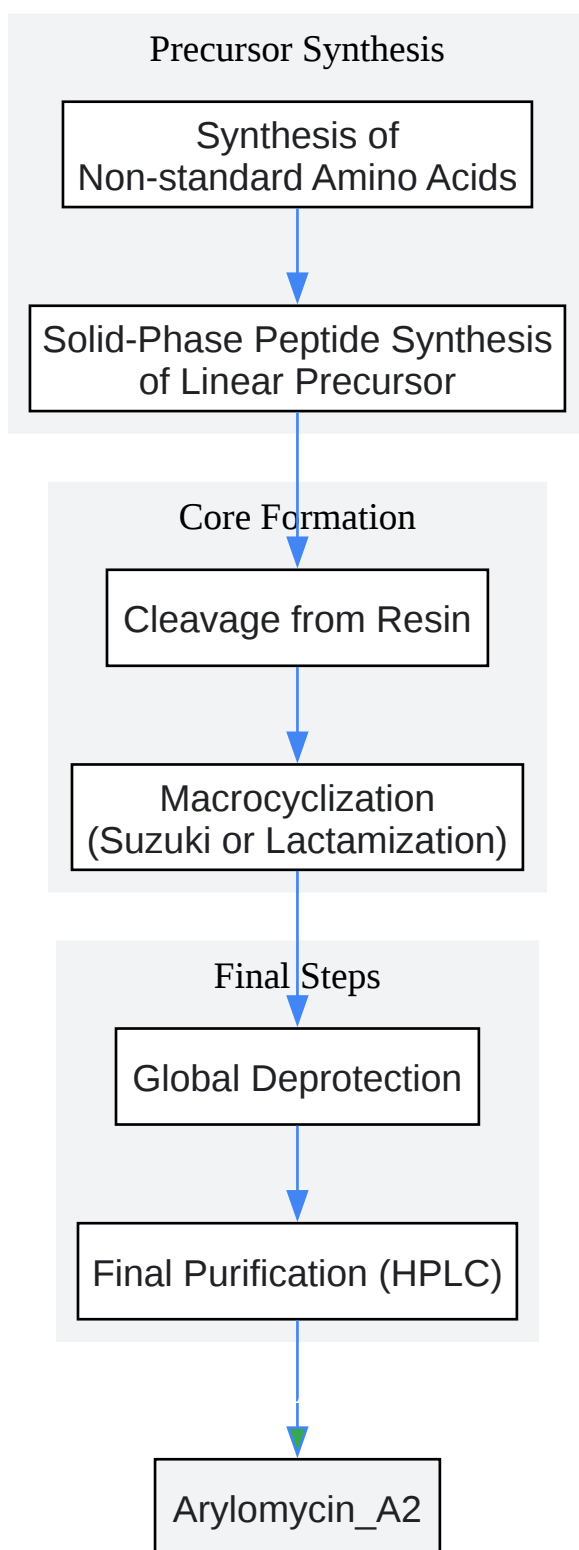 Precursor Synthesis
Synthesis of
Non-standard Amino Acids
Solid-Phase Peptide Synthesis
of Linear Precursor
Core Formation
Cleavage from Resin
Macrocyclization
(Suzuki or Lactamization)
Final Steps
Global Deprotection
Final Purification (HPLC)
Arylomycin_A2